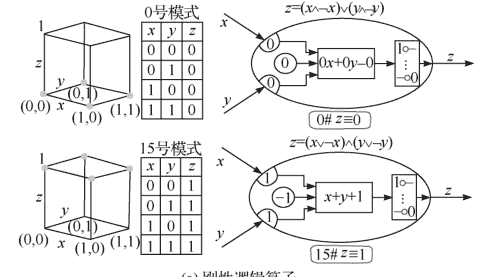 0号模式
1
z
y
(0,0)
x
(0,1)
(1,0)
(1,1)
x y z
0 0 0
0 1 0
1 0 0
1 1 0
z=(x∧¬x)∨(y∧¬y)
x
0
0
0x+0y−0
1
0
z
0
y
0# z≡0
15号模式
1
z
y
(0,0)
x
(0,1)
(1,0)
(1,1)
x y z
0 0 1
0 1 1
1 0 1
1 1 1
z=(x∨¬x)∧(y∨¬y)
x
1
−1
x+y+1
1
0
z
1
y
15# z≡1
刚性逻辑算子